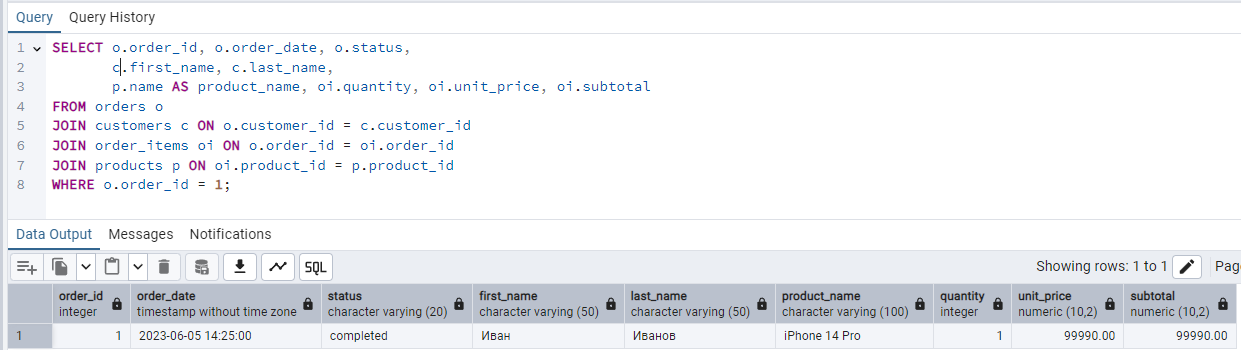 Query Query History
1 SELECT o.order_id, o.order_date, o.status,
2 c.first_name, c.last_name,
3 p.name AS product_name, oi.quantity, oi.unit_price, oi.subtotal
4 FROM orders o
5 JOIN customers c ON o.customer_id = c.customer_id
6 JOIN order_items oi ON o.order_id = oi.order_id
7 JOIN products p ON oi.product_id = p.product_id
8 WHERE o.order_id = 1;
Data Output Messages Notifications
SQL Showing rows: 1 to 1 Page
order_id order_date status first_name last_name product_name quantity unit_price subtotal
integer timestamp without time zone character varying (20) character varying (50) character varying (50) character varying (100) integer numeric (10,2) numeric (10,2)
1 1 2023-06-05 14:25:00 completed Иван Иванов iPhone 14 Pro 1 99990.00 99990.00